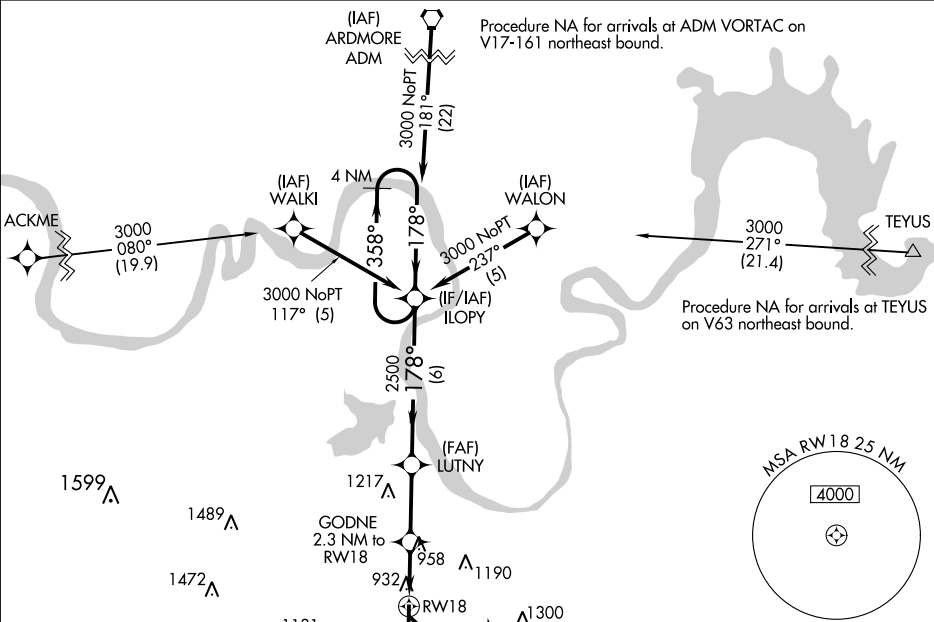 (IAF)
ARDMORE
ADM
Procedure NA for arrivals at ADM VORTAC on
V17-161 northeast bound.
3000 NoPT
181°
(22)
4 NM
(IAF)
WALKI
(IAF)
WALON
ACKME
3000
080°
(19.9)
358°
178°
3000 NoPT
237°
(5)
TEYUS
3000
271°
(21.4)
3000 NoPT
117° (5)
(IF/IAF)
ILOPY
Procedure NA for arrivals at TEYUS
on V63 northeast bound.
2500
178°
(6)
(FAF)
LUTNY
MSA RW18 25 NM
4000
1599
1217
1489
GODNE
2.3 NM to
RW18
958
1190
1472
932
RW18
1300